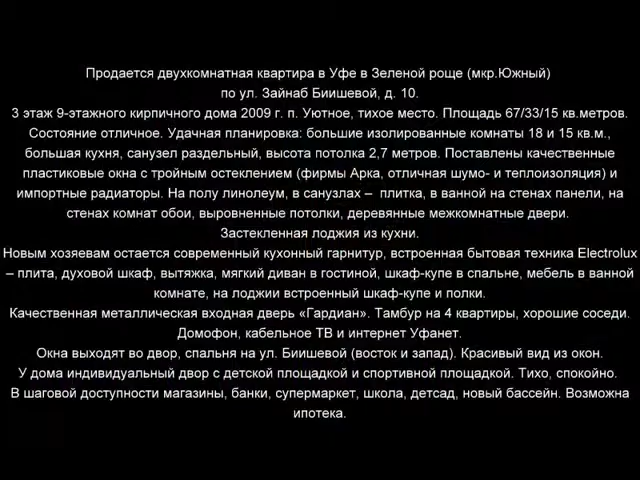 Продается двухкомнатная квартира в Уфе в Зеленой роще (мкр.Южный)
по ул. Зайнаб Биишевой, д. 10.
3 этаж 9-этажного кирпичного дома 2009 г. п. Уютное, тихое место. Площадь 67/33/15 кв.метров.
Состояние отличное. Удачная планировка: большие изолированные комнаты 18 и 15 кв.м.,
большая кухня, санузел раздельный, высота потолка 2,7 метров. Поставлены качественные
пластиковые окна с тройным остеклением (фирмы Арка, отличная шумо- и теплоизоляция) и
импортные радиаторы. На полу линолеум, в санузлах – плитка, в ванной на стенах панели, на
стенах комнат обои, выровненные потолки, деревянные межкомнатные двери.
Застекленная лоджия из кухни.
Новым хозяевам остается современный кухонный гарнитур, встроенная бытовая техника Electrolux
– плита, духовой шкаф, вытяжка, мягкий диван в гостиной, шкаф-купе в спальне, мебель в ванной
комнате, на лоджии встроенный шкаф-купе и полки.
Качественная металлическая входная дверь «Гардиан». Тамбур на 4 квартиры, хорошие соседи.
Домофон, кабельное ТВ и интернет Уфанет.
Окна выходят во двор, спальня на ул. Биишевой (восток и запад). Красивый вид из окон.
У дома индивидуальный двор с детской площадкой и спортивной площадкой. Тихо, спокойно.
В шаговой доступности магазины, банки, супермаркет, школа, детсад, новый бассейн. Возможна
ипотека.